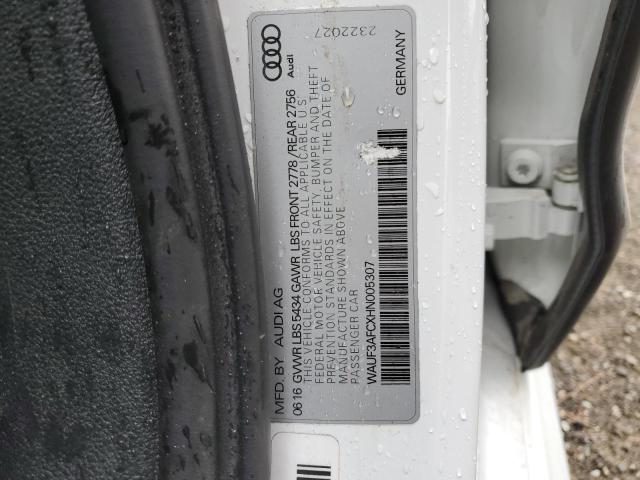 MFD. BY AUDI AG
0616 GVWR LBS 5434 GAWR LBS FRONT 2778 /REAR 2756
THIS VEHICLE CONFORMS TO ALL APPLICABLE U.S.
FEDERAL MOTOR VEHICLE SAFETY, BUMPER AND THEFT
PREVENTION STANDARDS IN EFFECT ON THE DATE OF
MANUFACTURE SHOWN ABOVE
PASSENGER CAR
WAUF3AFCXHN005307
Audi
2322027
GERMANY